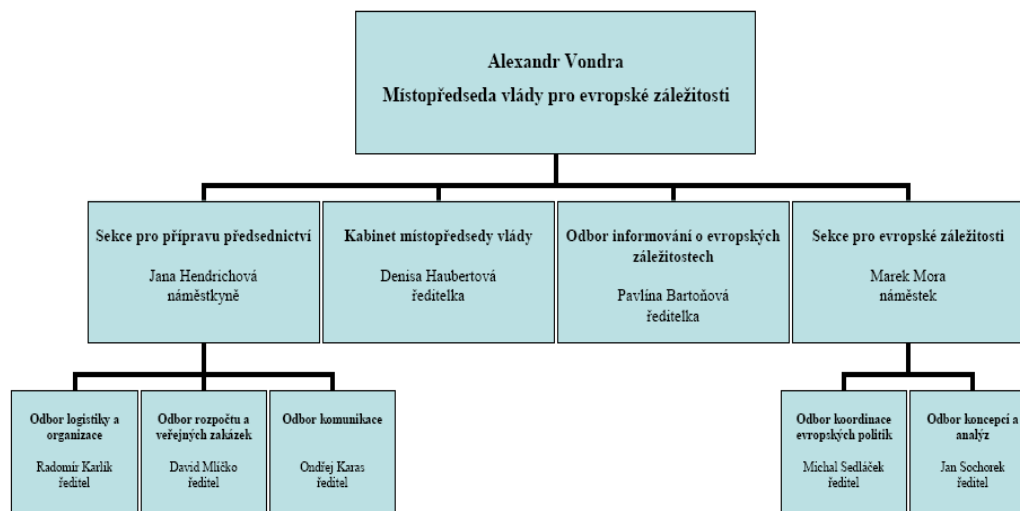 Alexandr Vondra
Místopředseda vlády pro evropské záležitosti
Sekce pro přípravu předsednictví
Jana Hendrichová
náměstkyně
Kabinet místopředsedy vlády
Denisa Haubertová
ředitelka
Odbor informování o evropských
záležitostech
Pavlína Bartoňová
ředitelka
Sekce pro evropské záležitosti
Marek Mora
náměstek
Odbor logistiky a
organizace
Radomír Karlík
ředitel
Odbor rozpočtu a
veřejných zakázek
David Mlíčko
ředitel
Odbor komunikace
Ondřej Karas
ředitel
Odbor koordinace
evropských politik
Michal Sedláček
ředitel
Odbor koncepcí a
analýz
Jan Sochorek
ředitel